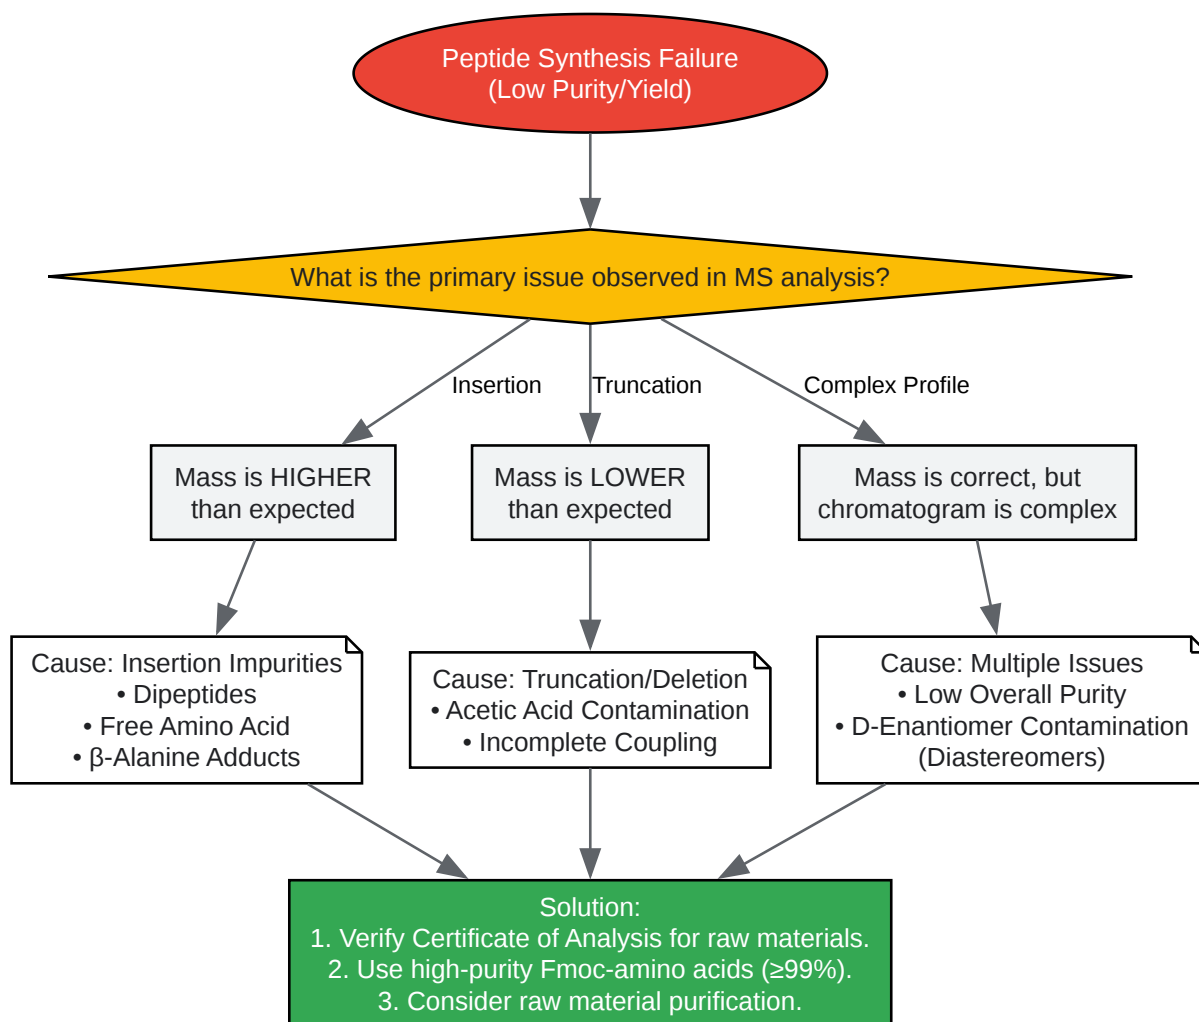 Peptide Synthesis Failure
(Low Purity/Yield)
What is the primary issue observed in MS analysis?
Insertion
Truncation
Complex Profile
Mass is HIGHER
than expected
Mass is LOWER
than expected
Mass is correct, but
chromatogram is complex
Cause: Insertion Impurities
• Dipeptides
• Free Amino Acid
• β-Alanine Adducts
Cause: Truncation/Deletion
• Acetic Acid Contamination
• Incomplete Coupling
Cause: Multiple Issues
• Low Overall Purity
• D-Enantiomer Contamination
(Diastereomers)
Solution:
1. Verify Certificate of Analysis for raw materials.
2. Use high-purity Fmoc-amino acids (≥99%).
3. Consider raw material purification.